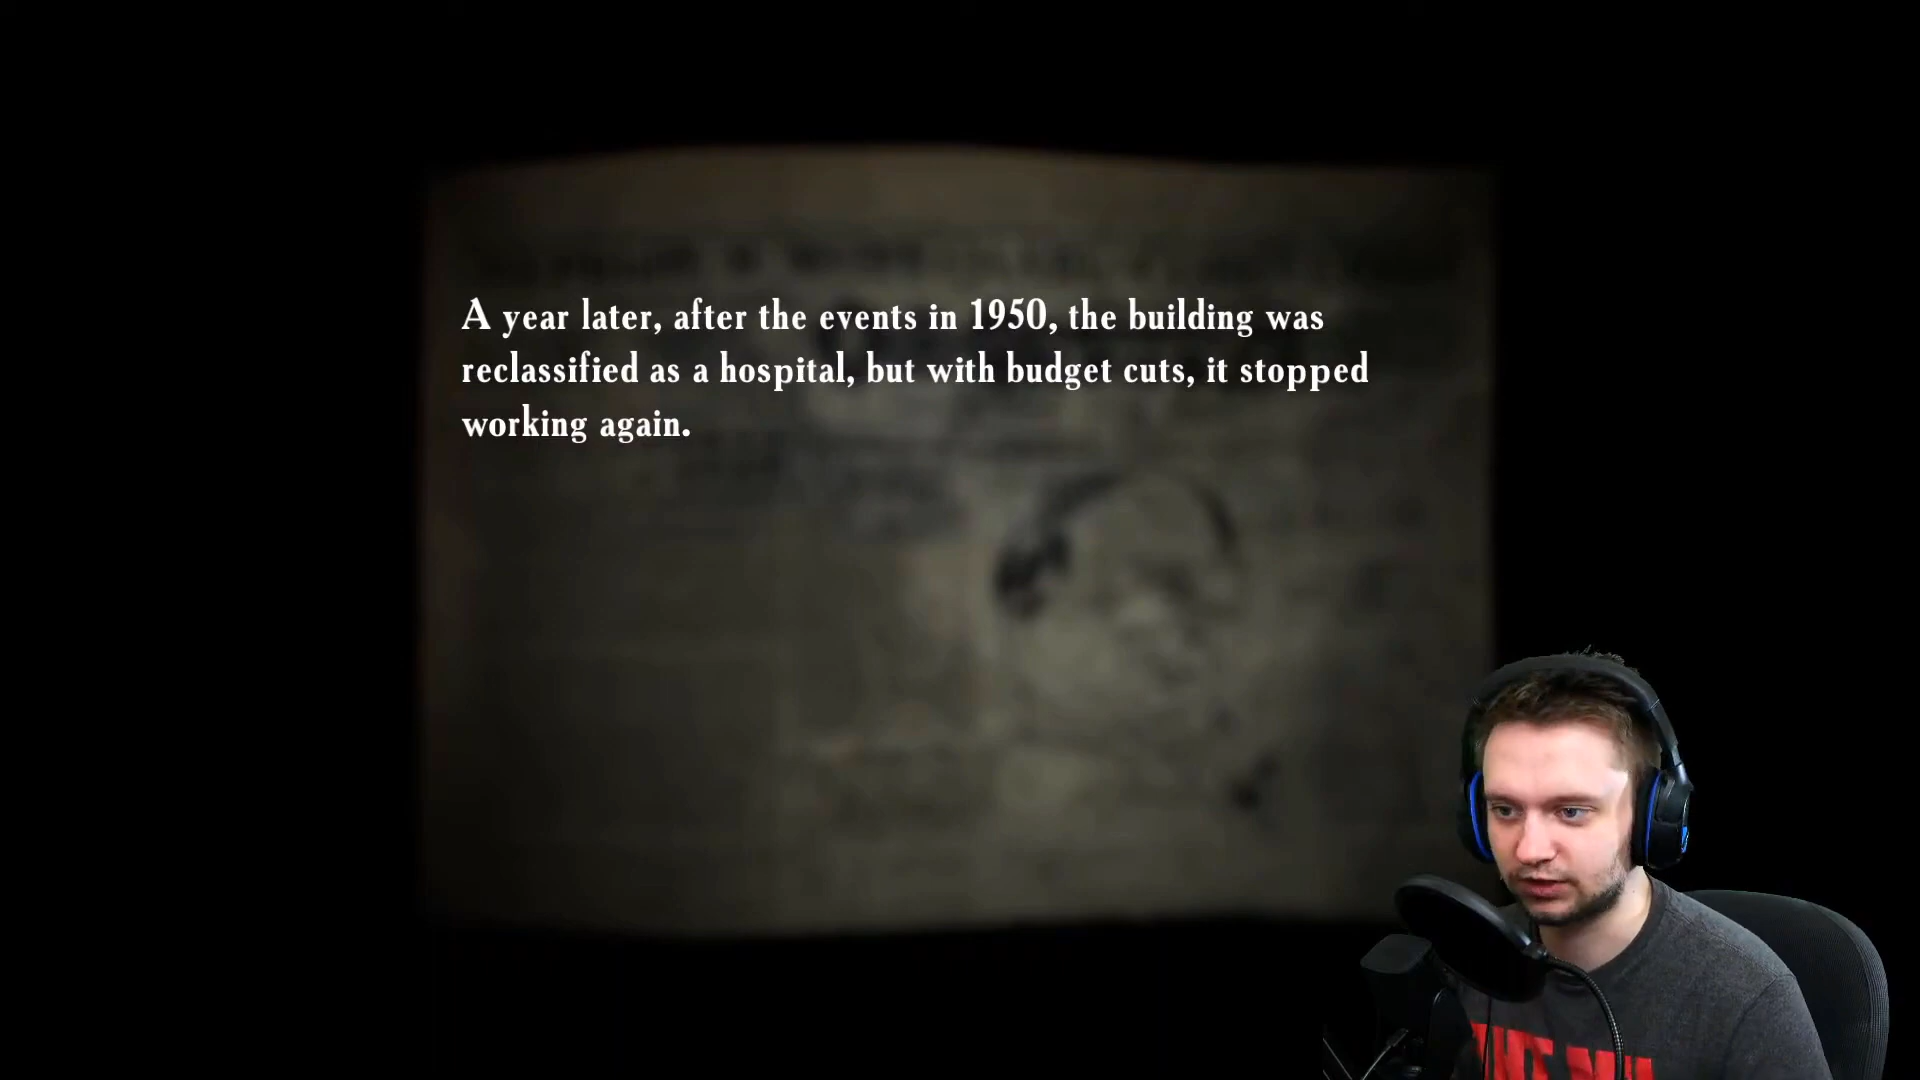 A year later, after the events in 1950, the building was
reclassified as a hospital, but with budget cuts, it stopped
working again.